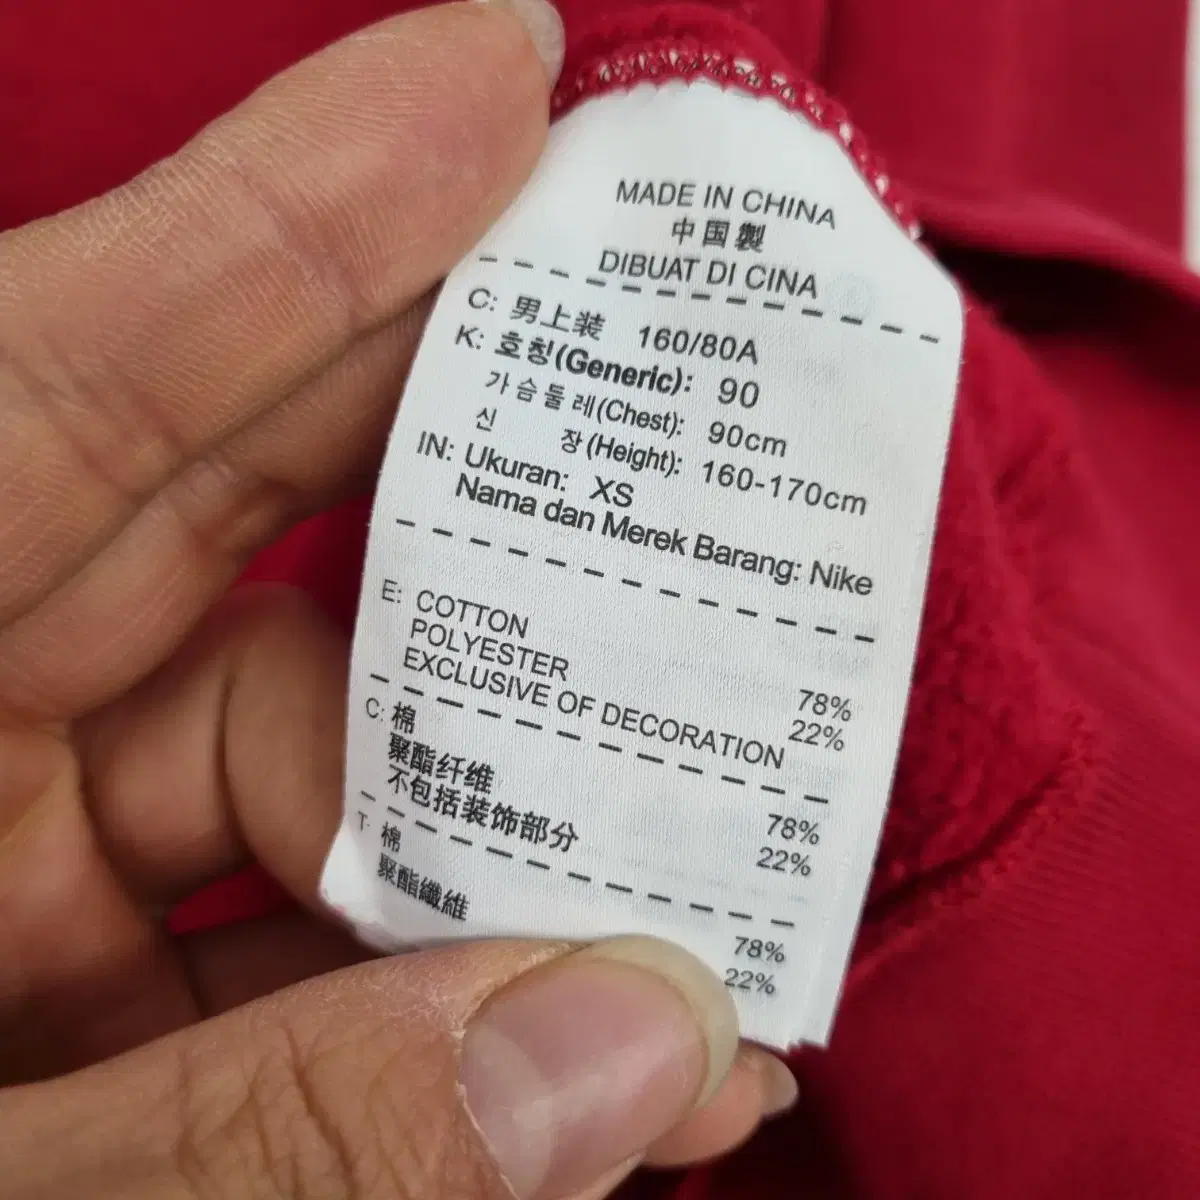 MADE IN CHINA
中国製
DIBUAT DI CINA
C: 男上装 160/80A
K: 호칭(Generic): 90
가슴둘레(Chest): 90cm
신 장(Height): 160-170cm
IN: Ukuran: XS
Nama dan Merek Barang: Nike
E: COTTON 78%
POLYESTER 22%
EXCLUSIVE OF DECORATION
C: 棉 78%
聚酯纤维 22%
不包括装饰部分
T: 棉 78%
聚酯纖維 22%